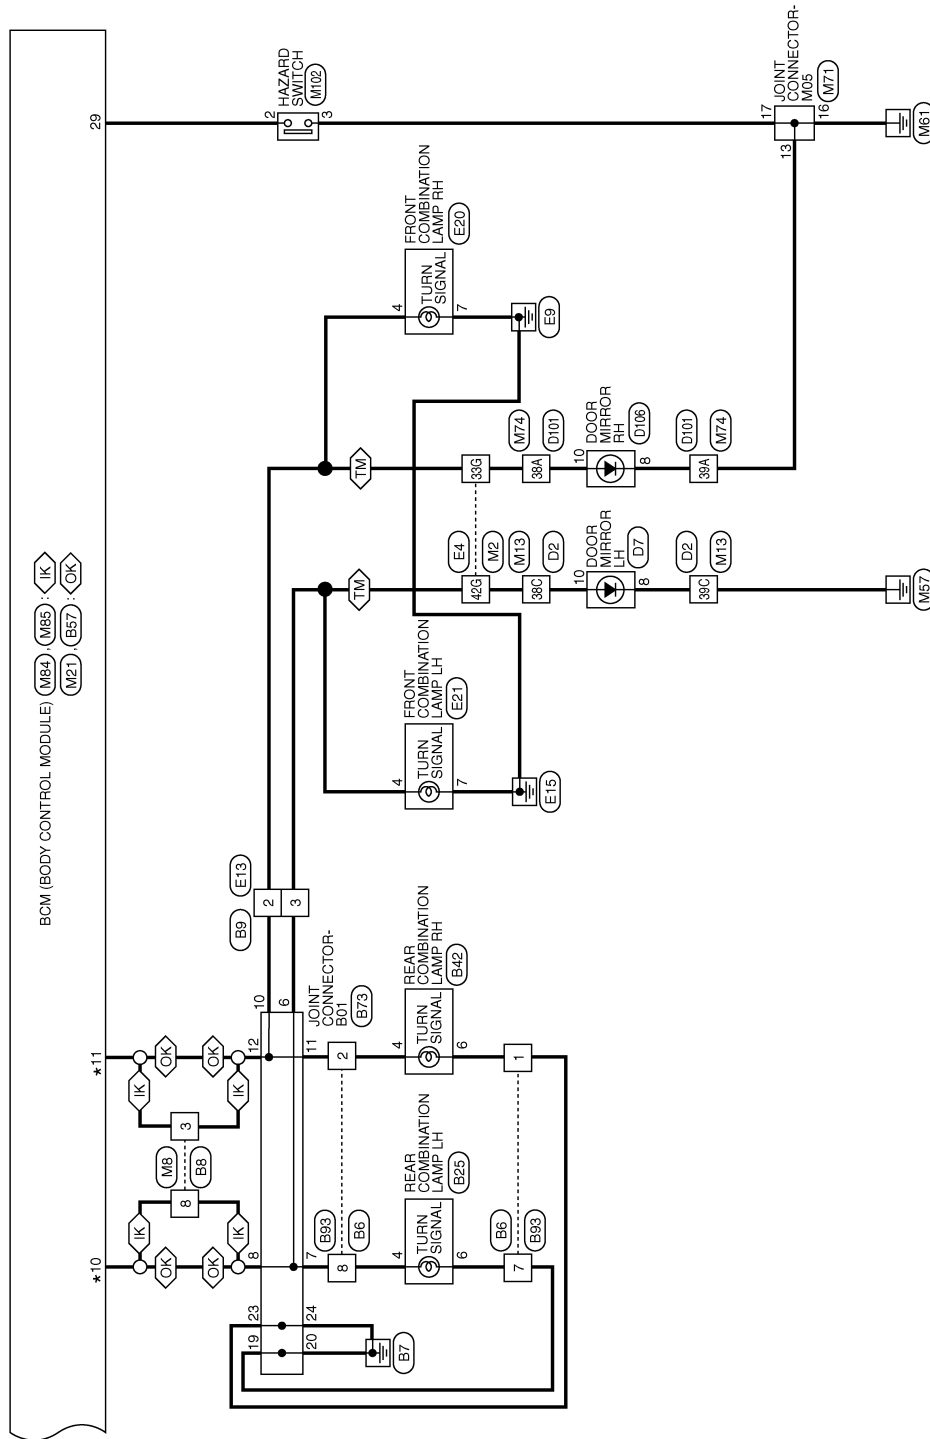 BCM (BODY CONTROL MODULE) M84 , M85 : IK
M21 , B57 : OK
*10
*11
29
IK
IK
OK
OK
OK
OK
IK
IK
M8
B8
8
3
19
23
8
12
10
6
20
24
7
11
JOINT
CONNECTOR-
B01
B73
B7
B9
E13
2
3
B93
B6
8
2
REAR
COMBINATION
LAMP LH
B25
4
TURN
SIGNAL
6
REAR
COMBINATION
LAMP RH
B42
4
TURN
SIGNAL
6
B6
B93
7
1
FRONT
COMBINATION
LAMP LH
E21
4
TURN
SIGNAL
7
E15
TM
TM
E4
M2
42G
33G
M13
D2
38C
DOOR
MIRROR
LH
D7
10
8
D2
M13
39C
M57
M74
D101
38A
DOOR
MIRROR
RH
D106
10
8
D101
M74
39A
FRONT
COMBINATION
LAMP RH
E20
4
TURN
SIGNAL
7
E9
HAZARD
SWITCH
M102
2
3
JOINT
CONNECTOR-
M05
M71
17
13
16
M61